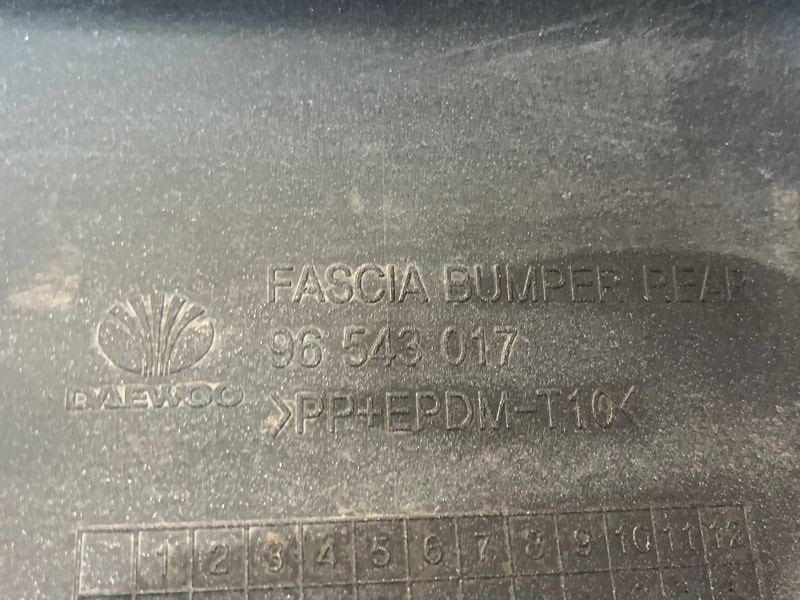 FASCIA BUMPER REAR
96 543 017
DAEWOO
>PP+EPDM-T10<
1 2 3 4 5 6 7 8 9 10 11 12